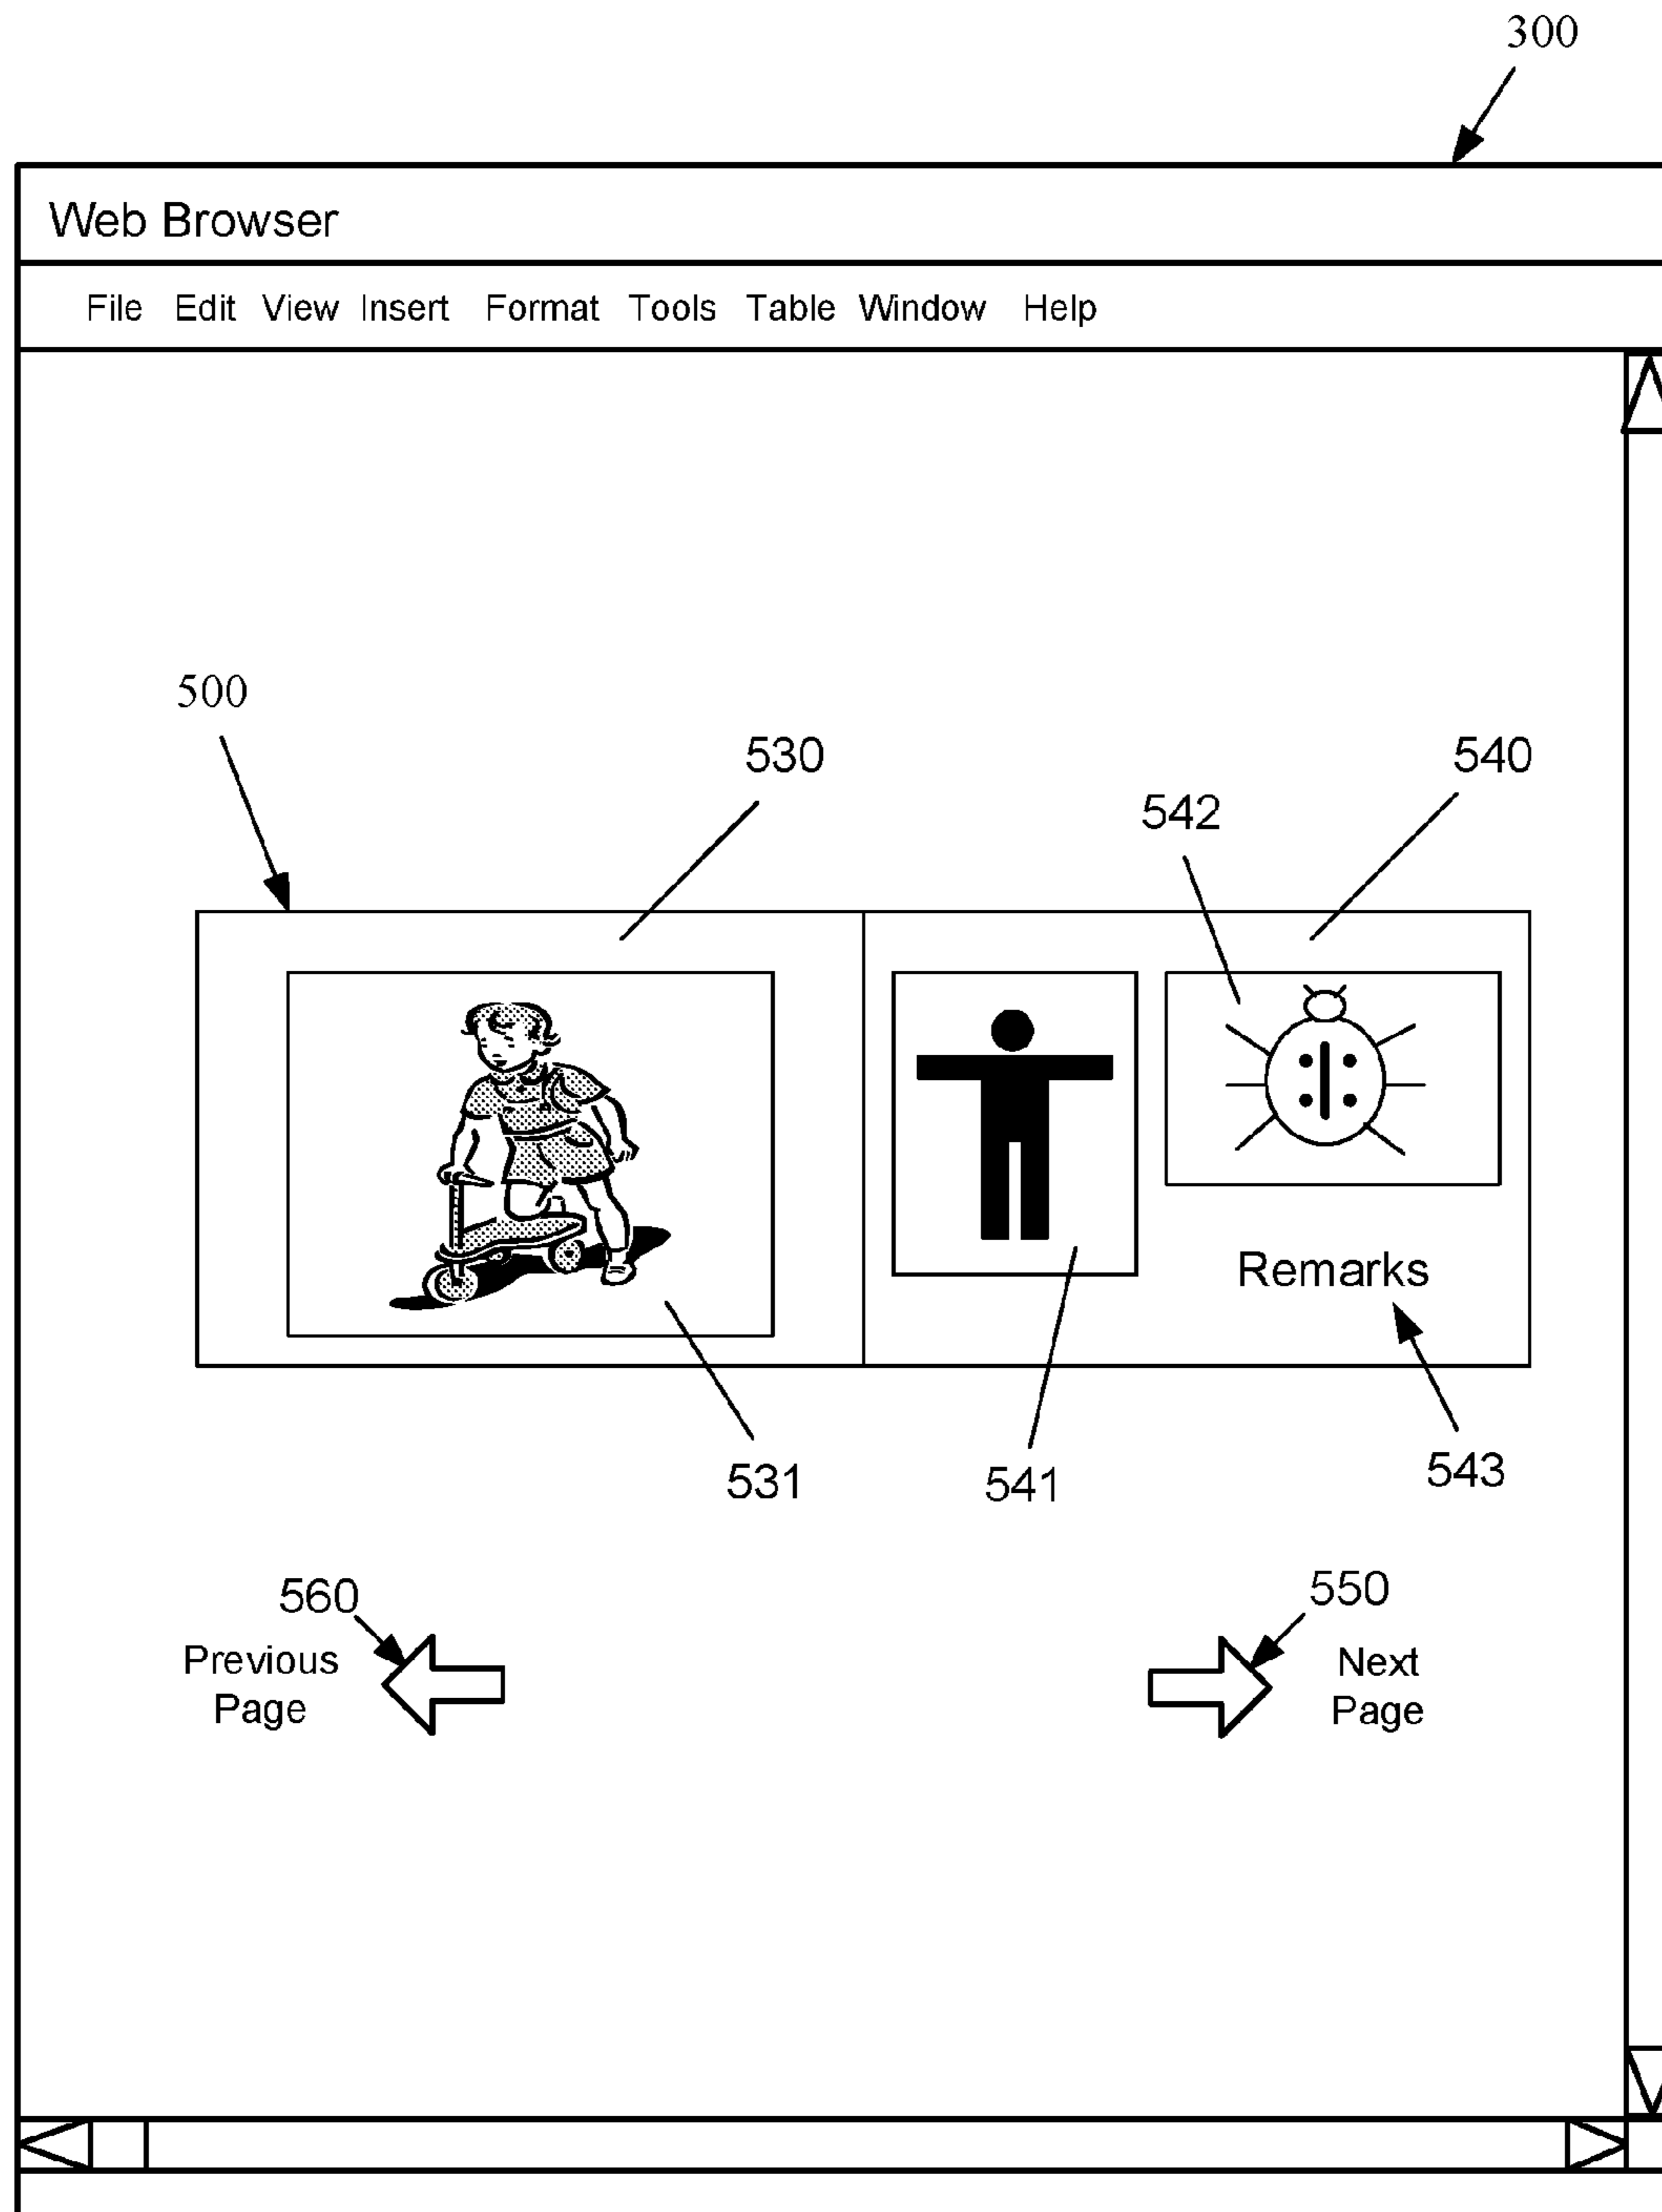 300
Web Browser
File Edit View Insert Format Tools Table Window Help
500
530
540
542
Remarks
531
541
543
560
550
Previous
Page
Next
Page